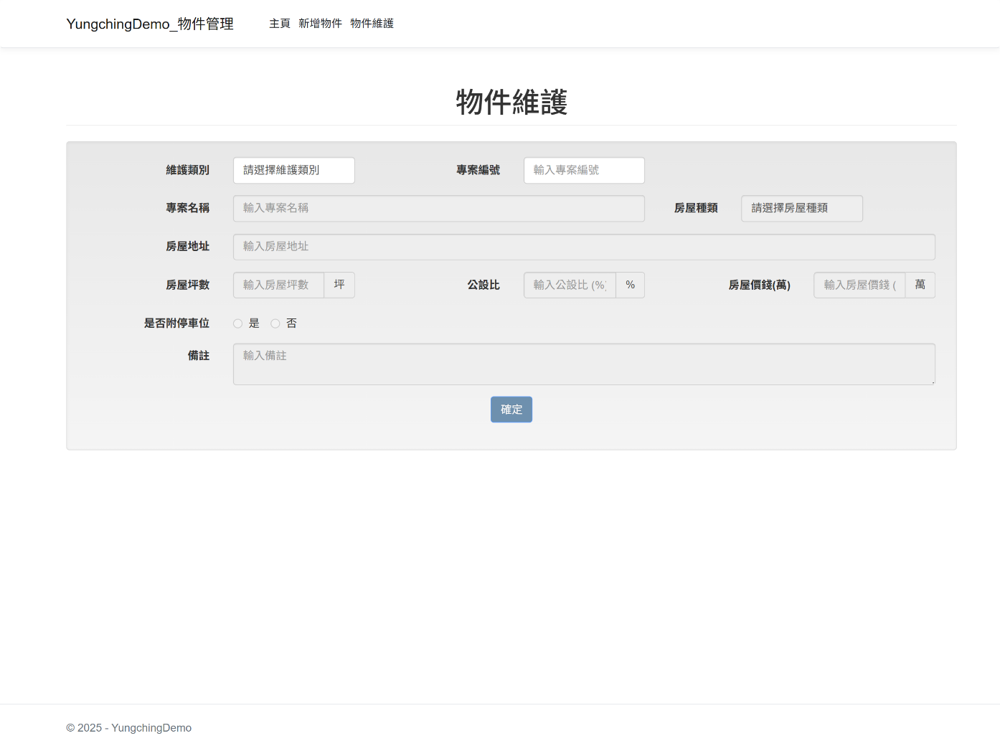 YungchingDemo_物件管理 主頁 新增物件 物件維護
物件維護
維護類別 請選擇維護類別 專案編號 輸入專案編號
專案名稱 輸入專案名稱 房屋種類 請選擇房屋種類
房屋地址 輸入房屋地址
房屋坪數 輸入房屋坪數 坪 公設比 輸入公設比 (%) % 房屋價錢(萬) 輸入房屋價錢 ( 萬
是否附停車位 是 否
備註 輸入備註
確定
© 2025 - YungchingDemo